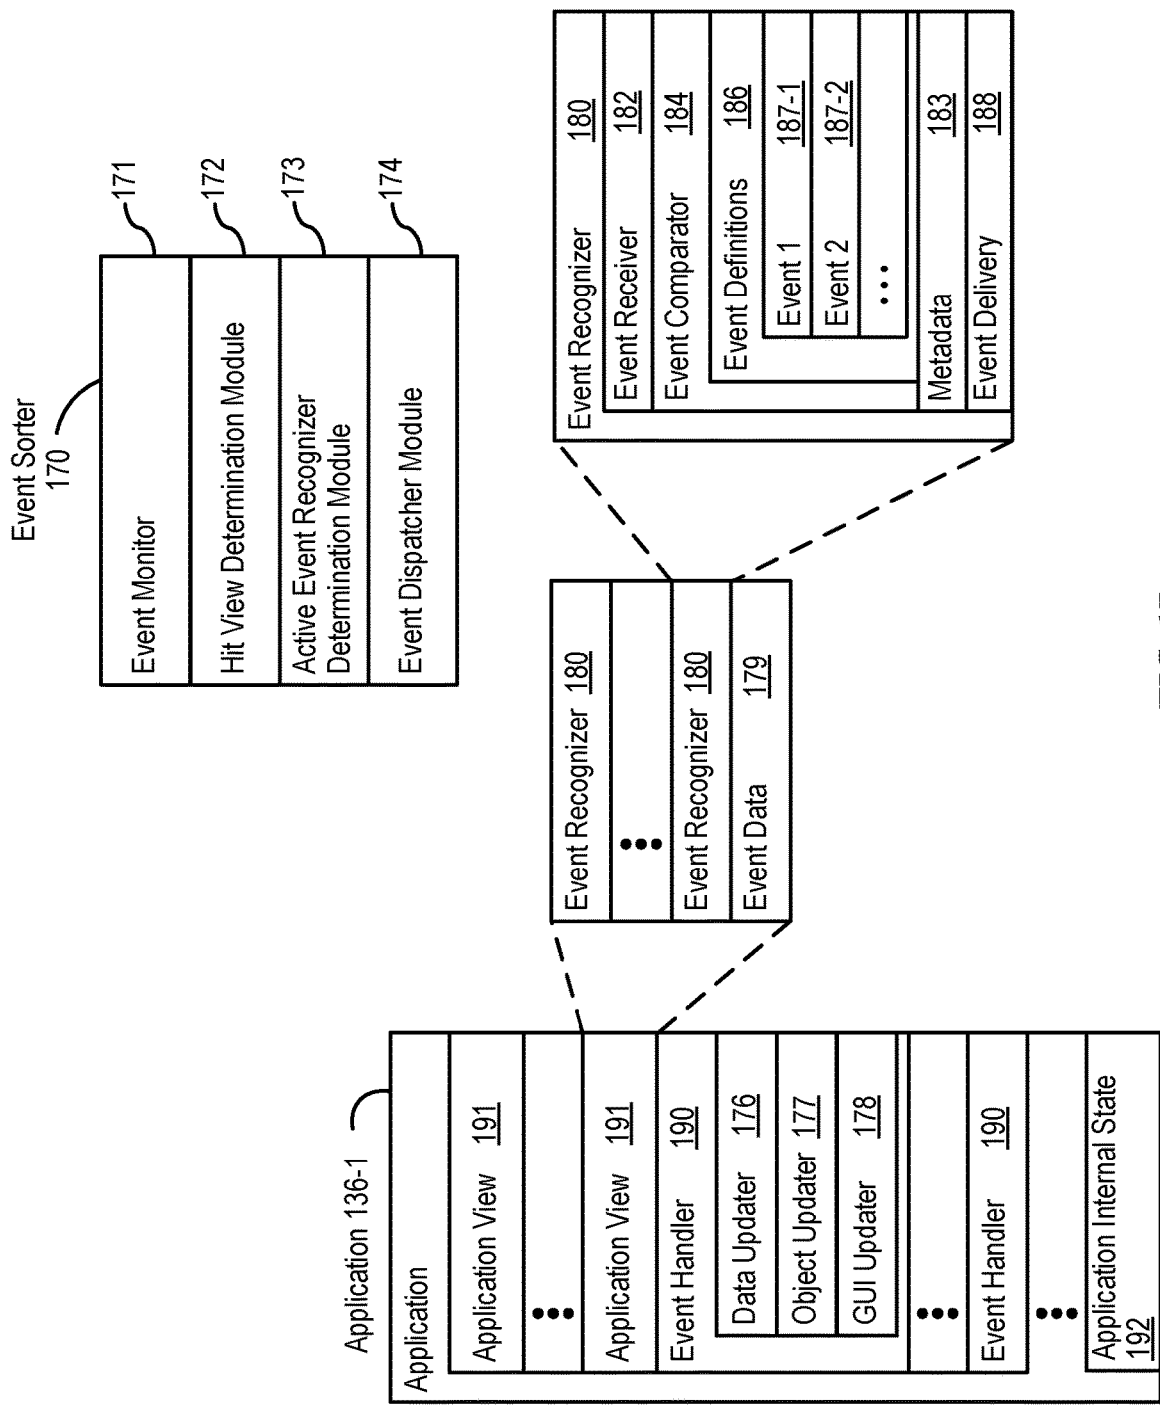 Event Sorter
170
Event Monitor
171
Hit View Determination Module
172
Active Event Recognizer
Determination Module
173
Event Dispatcher Module
174
Application 136-1
Application
Application View 191
Application View 191
Event Handler 190
Data Updater 176
Object Updater 177
GUI Updater 178
Event Handler 190
Application Internal State
192
Event Recognizer 180
Event Recognizer 180
Event Data 179
Event Recognizer 180
Event Receiver 182
Event Comparator 184
Event Definitions 186
Event 1 187-1
Event 2 187-2
Metadata 183
Event Delivery 188